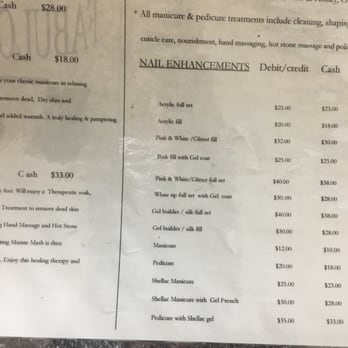 Cash $28.00
Cash $18.00
your classic manicure in relaxing
remove dead, Dry skin and
added warmth. A truly healing & pampering
Cash $33.00
feet. Will enjoy a Therapeutic soak,
Treatment to remove dead skin
Hand Massage and Hot Stone
Marine Mask is then
Enjoy this healing therapy and
* All manicure & pedicure treatments include cleaning, shaping
cuticle care, nourishment, hand massaging, hot stone massage and
NAIL ENHANCEMENTS Debit/credit Cash
Acrylic full set $25.00 $23.00
Acrylic fill $20.00 $18.00
Pink & White /Glitter fill $32.00 $30.00
Pink fill with Gel coat $25.00 $23.00
Pink & White/Glitter full set $40.00 $38.00
White tip full set with Gel coat $30.00 $28.00
Gel builder / silk full set $40.00 $38.00
Gel builder / silk fill $30.00 $28.00
Manicure $12.00 $10.00
Pedicure $20.00 $18.00
Shellac Manicure $25.00 $23.00
Shellac Manicure with Gel French $30.00 $28.00
Pedicure with Shellac gel $35.00 $33.00